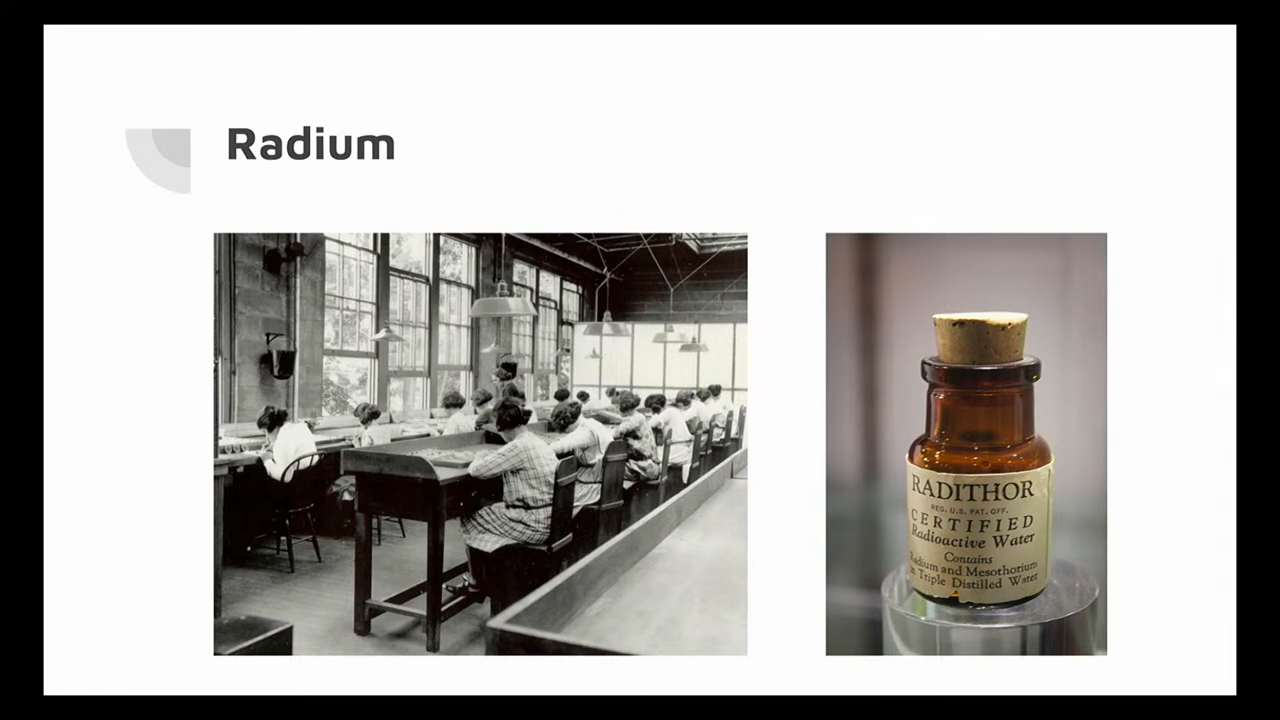 Radium
RADITHOR
REG. U.S. PAT. OFF.
CERTIFIED
Radioactive Water
Contains
Radium and Mesothorium
in Triple Distilled Water